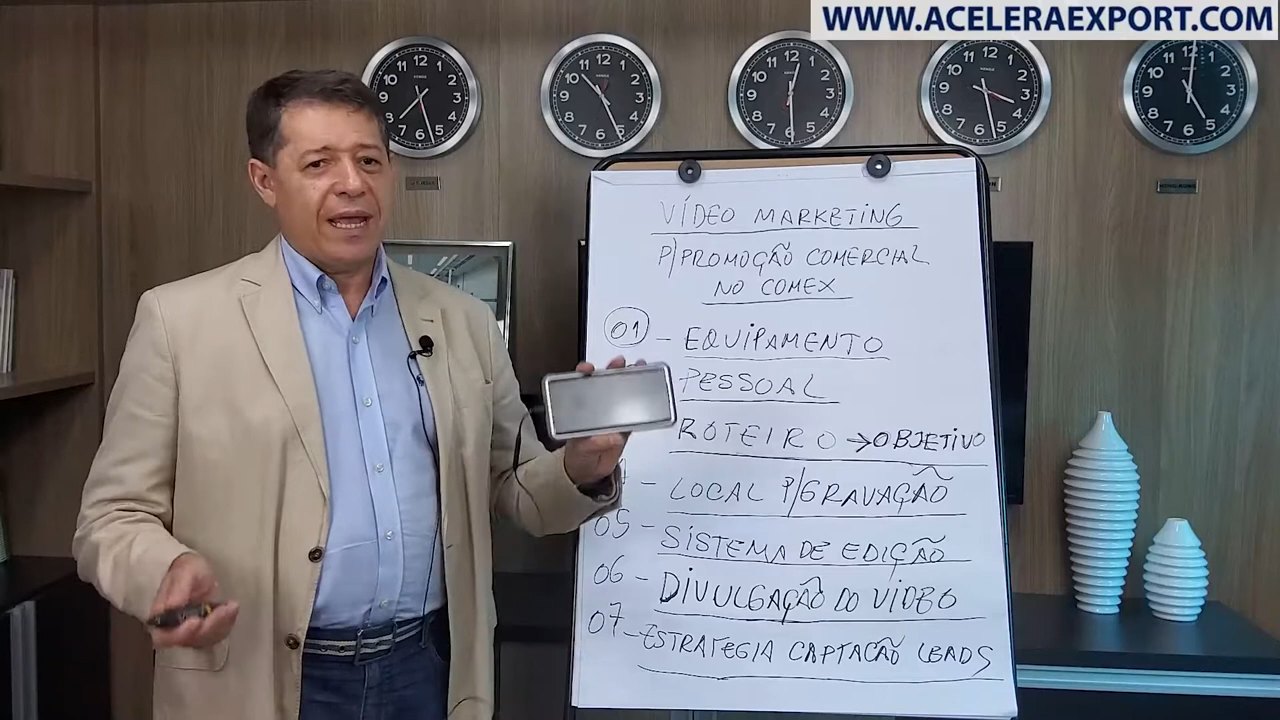 WWW.ACELERAEXPORT.COM
VÍDEO MARKETING
P/PROMOÇÃO COMERCIAL
NO COMEX
01 - EQUIPAMENTO
PESSOAL
ROTEIRO → OBJETIVO
- LOCAL P/GRAVAÇÃO
05 - SISTEMA DE EDIÇÃO
06 - DIVULGAÇÃO DO VÍDEO
07 - ESTRATEGIA CAPTACÃO LEADS